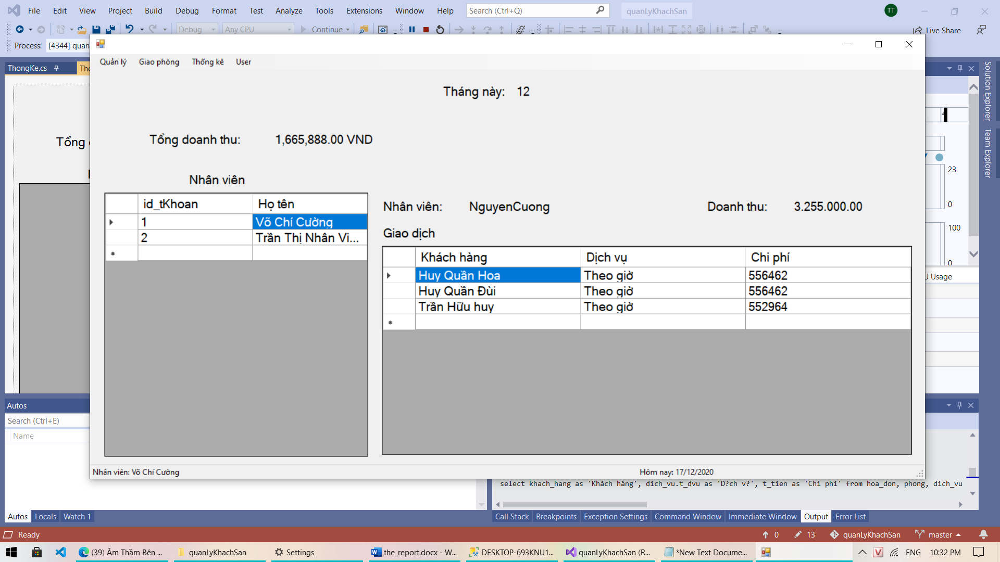 File Edit View Project Build Debug Format Test Analyze Tools Extensions Window Help Search (Ctrl+Q) quanLyKhachSan TT
Debug Any CPU Continue Live Share
Process: [4344] quan
ThongKe.cs
Quản lý Giao phòng Thống kê User
Tháng này: 12
Tổng doanh thu: 1,665,888.00 VND
Tổng
Nhân viên
id_tKhoan Họ tên
1 Võ Chí Cường
2 Trần Thị Nhân Vi...
Nhân viên: NguyenCuong Doanh thu: 3.255.000.00
Giao dịch
Khách hàng Dịch vụ Chi phí
Huy Quần Hoa Theo giờ 556462
Huy Quần Đùi Theo giờ 556462
Trần Hữu huy Theo giờ 552964
Nhân viên: Võ Chí Cường Hôm nay: 17/12/2020
Solution Explorer
Team Explorer
23
0
100
0
Usage
Autos
Search (Ctrl+E)
Name
select khach_hang as 'Khách hàng', dich_vu.t_dvu as 'D?ch v?', t_tien as 'Chi phí' from hoa_don, phong, dich_vu
Autos Locals Watch 1 Call Stack Breakpoints Exception Settings Command Window Immediate Window Output Error List
Ready 0 13 quanLyKhachSan master
(39) Âm Thầm Bên ... quanLyKhachSan Settings the_report.docx - W... DESKTOP-693KNU1... quanLyKhachSan (R... *New Text Docume... ENG 10:32 PM